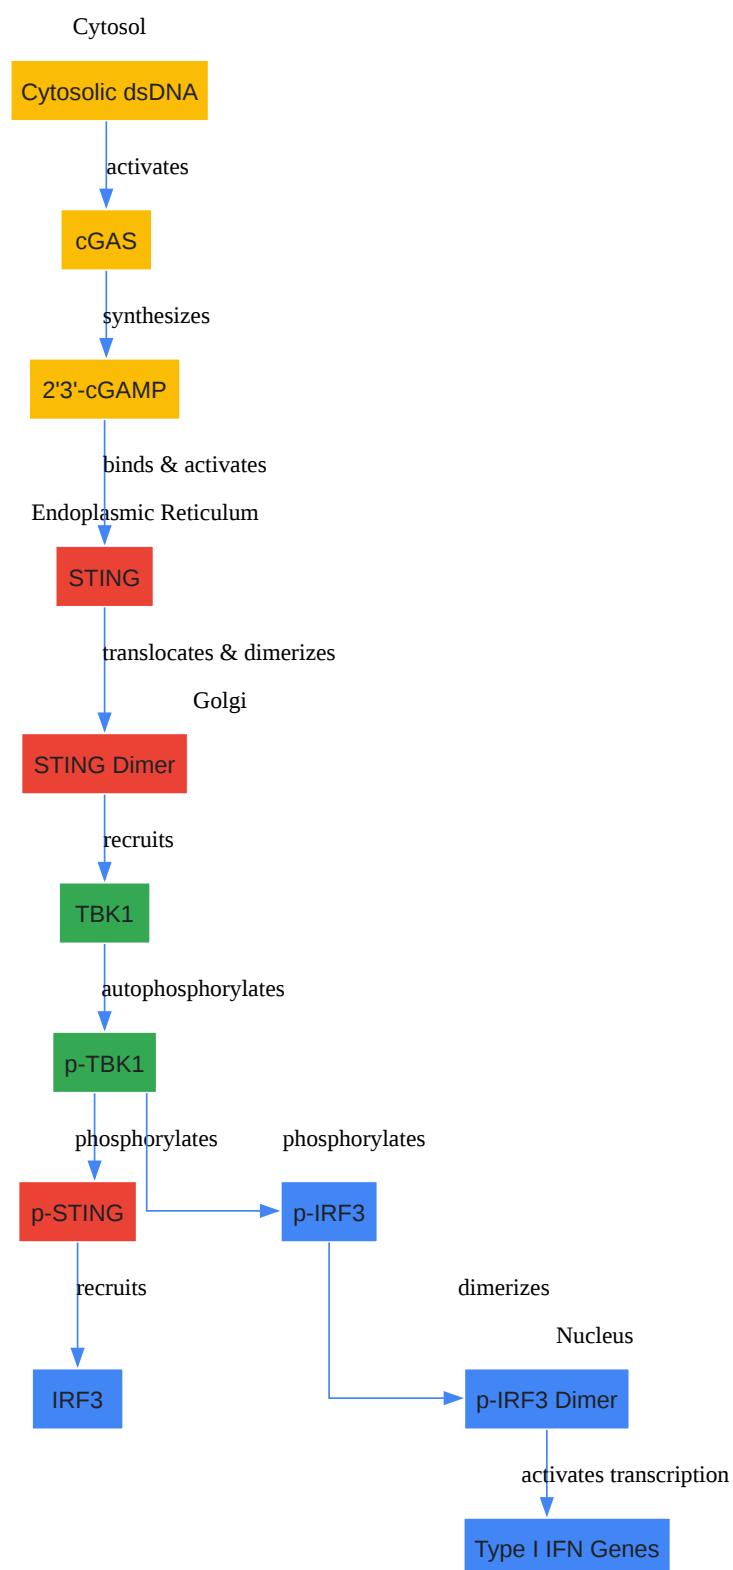 Cytosol
Cytosolic dsDNA
activates
cGAS
synthesizes
2'3'-cGAMP
binds & activates
Endoplasmic Reticulum
STING
translocates & dimerizes
Golgi
STING Dimer
recruits
TBK1
autophosphorylates
p-TBK1
phosphorylates
phosphorylates
p-STING
p-IRF3
recruits
dimerizes
Nucleus
IRF3
p-IRF3 Dimer
activates transcription
Type I IFN Genes